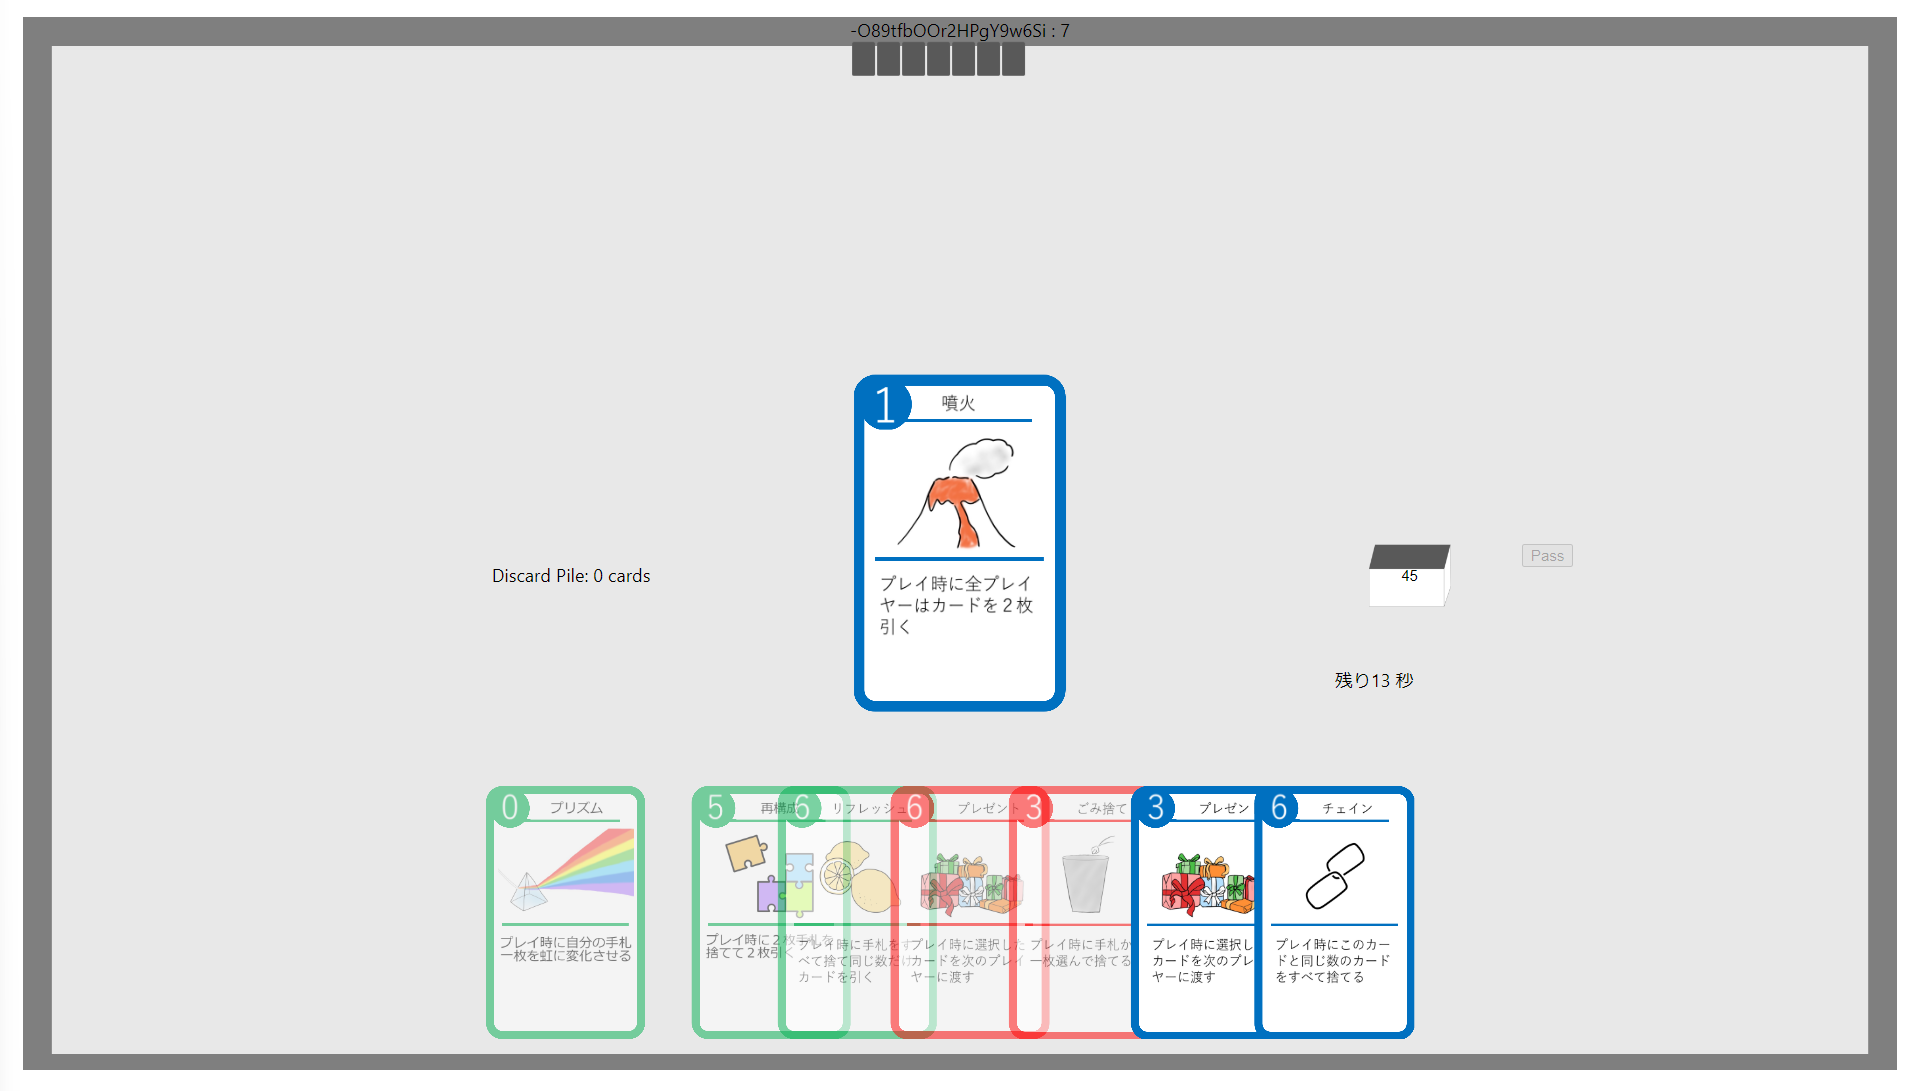 -O89tfbOOr2HPgY9w6Si : 7
1
噴火
プレイ時に全プレイ
ヤーはカードを２枚
引く
Discard Pile: 0 cards
45
Pass
残り13 秒
0
プリズム
プレイ時に自分の手札
一枚を虹に変化させる
5
再構成
プレイ時に２枚手札を
捨てて２枚引く
6
リフレッシュ
プレイ時に手札をす
べて捨て同じ数だけ
カードを引く
6
プレゼント
プレイ時に選択した
カードを次のプレイ
ヤーに渡す
3
ごみ捨て
プレイ時に手札か
一枚選んで捨てる
3
プレゼン
プレイ時に選択し
カードを次のプレ
ヤーに渡す
6
チェイン
プレイ時にこのカー
ドと同じ数のカード
をすべて捨てる